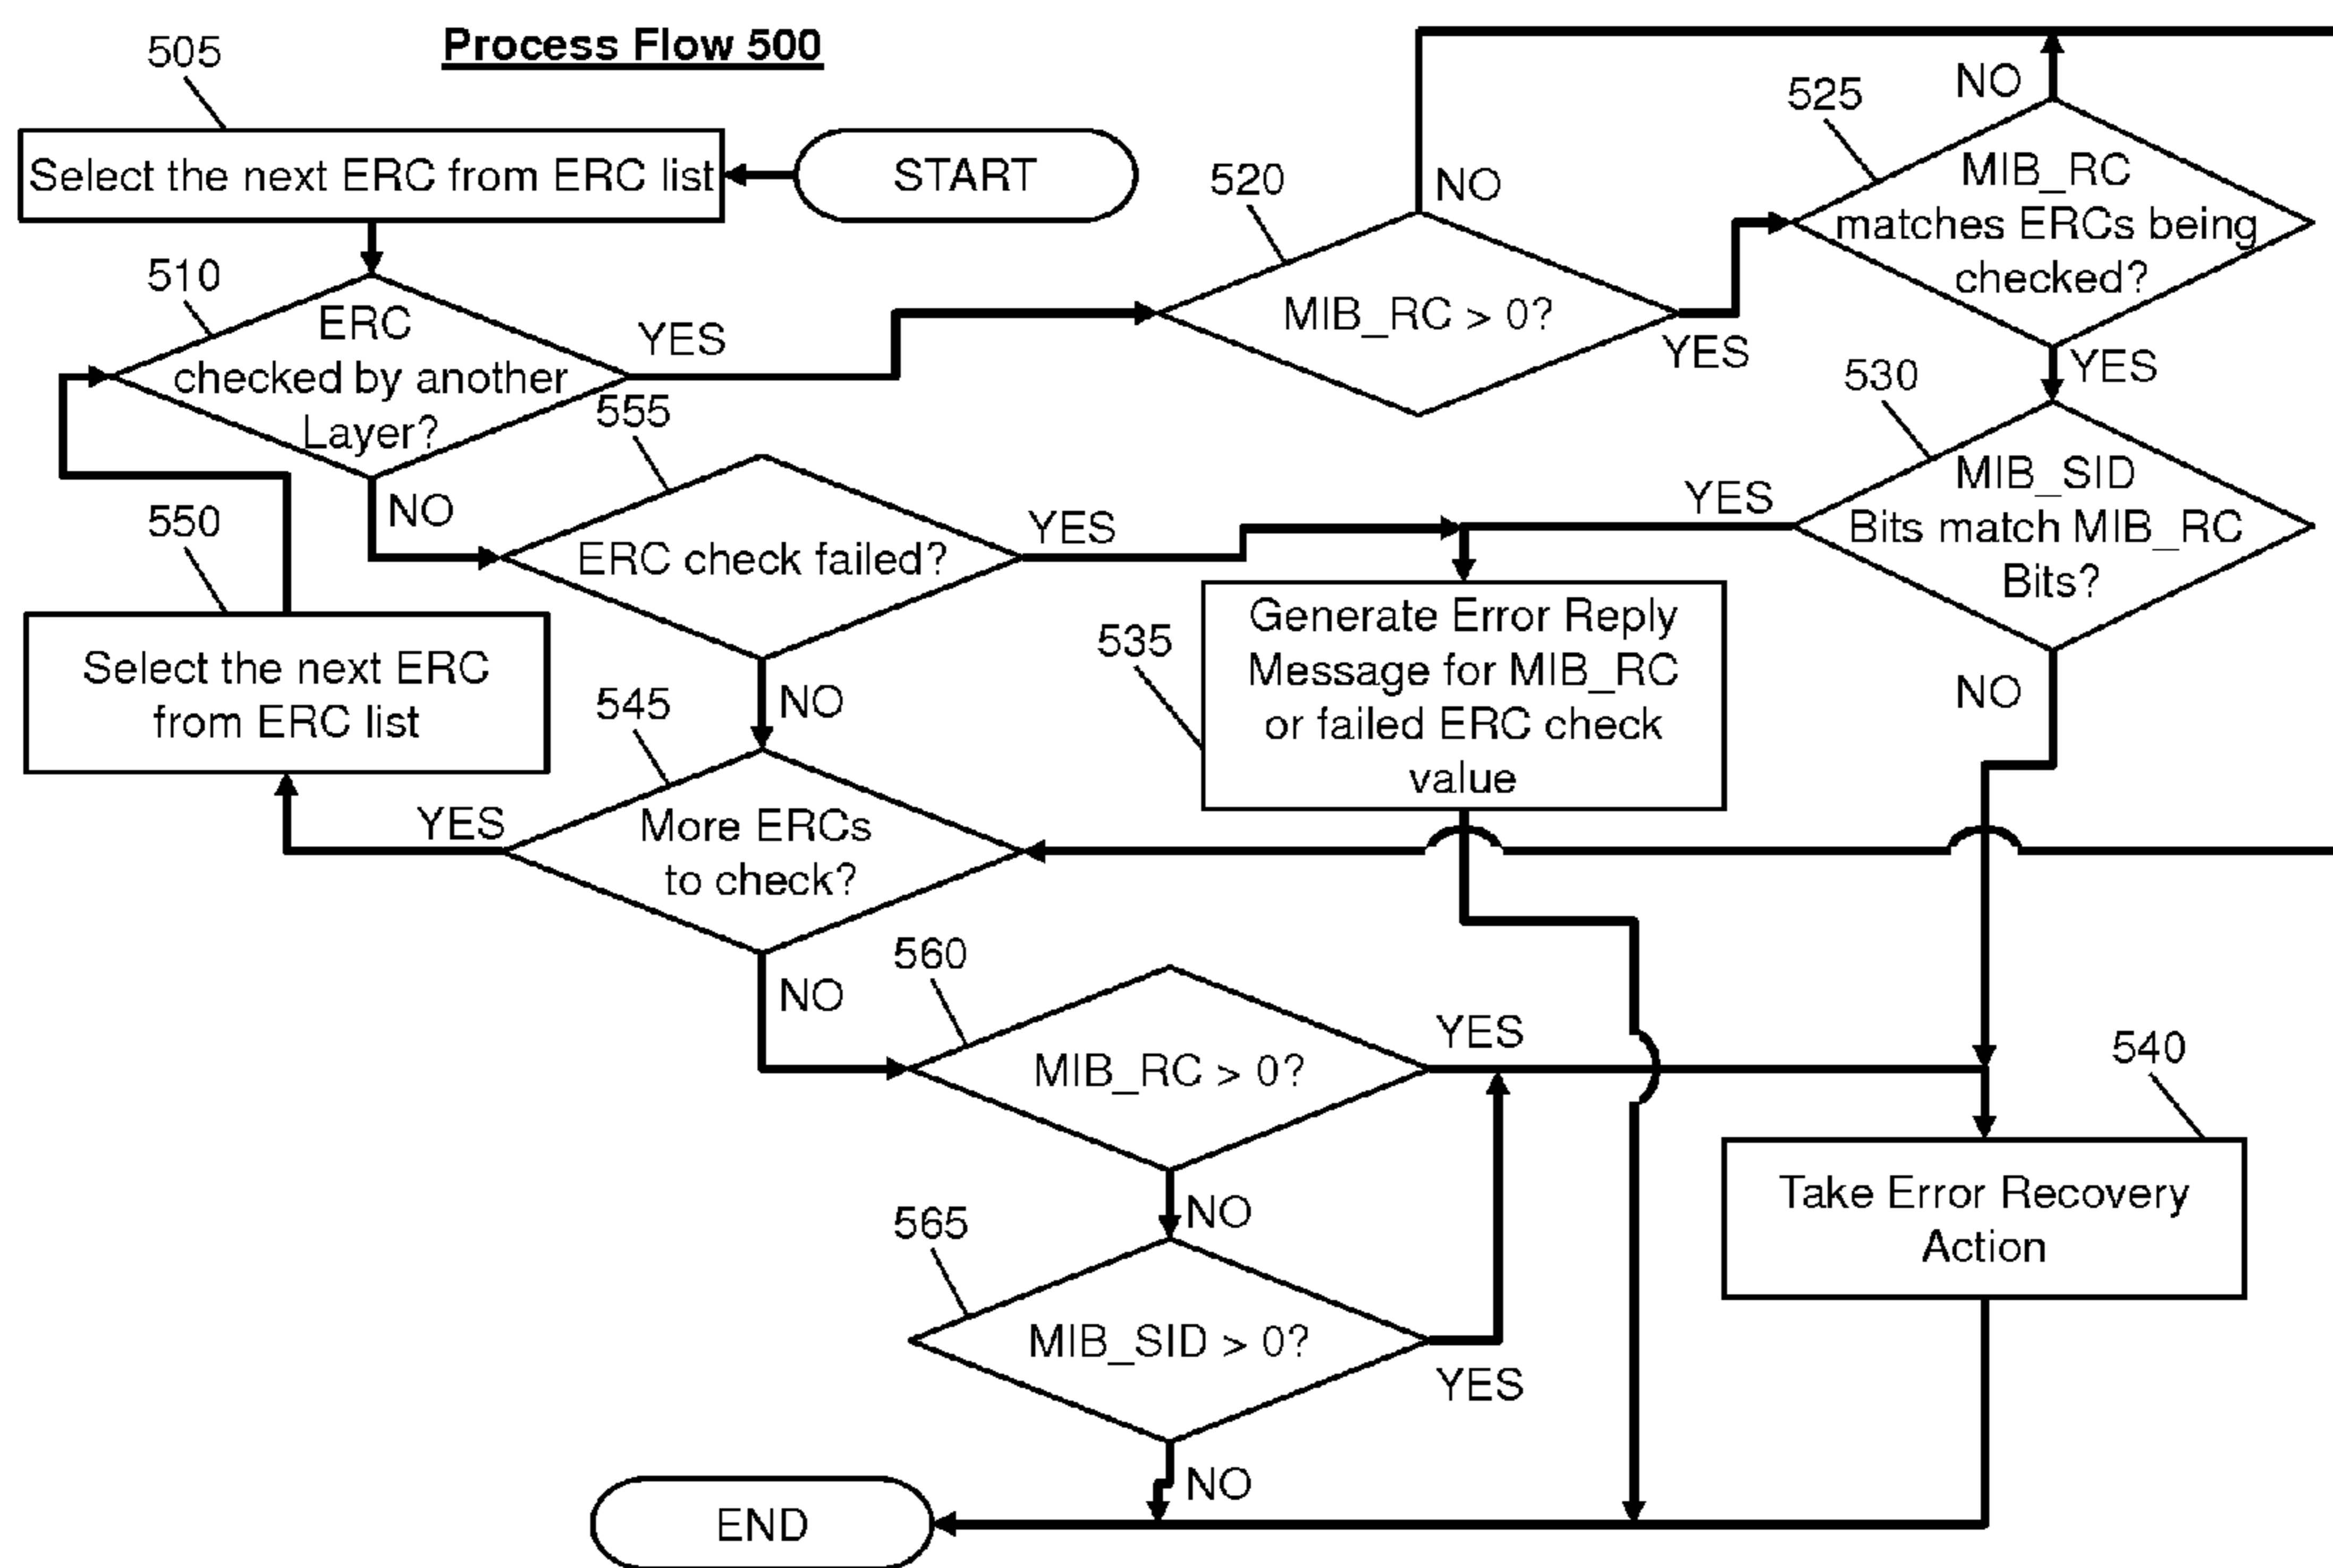 Process Flow 500
505
Select the next ERC from ERC list
START
510
ERC
checked by another
Layer?
YES
NO
520
MIB_RC > 0?
NO
YES
525
NO
MIB_RC
matches ERCs being
checked?
YES
530
MIB_SID
Bits match MIB_RC
Bits?
YES
NO
555
ERC check failed?
YES
NO
535
Generate Error Reply
Message for MIB_RC
or failed ERC check
value
550
Select the next ERC
from ERC list
545
More ERCs
to check?
YES
NO
560
MIB_RC > 0?
YES
NO
540
Take Error Recovery
Action
565
MIB_SID > 0?
YES
NO
END